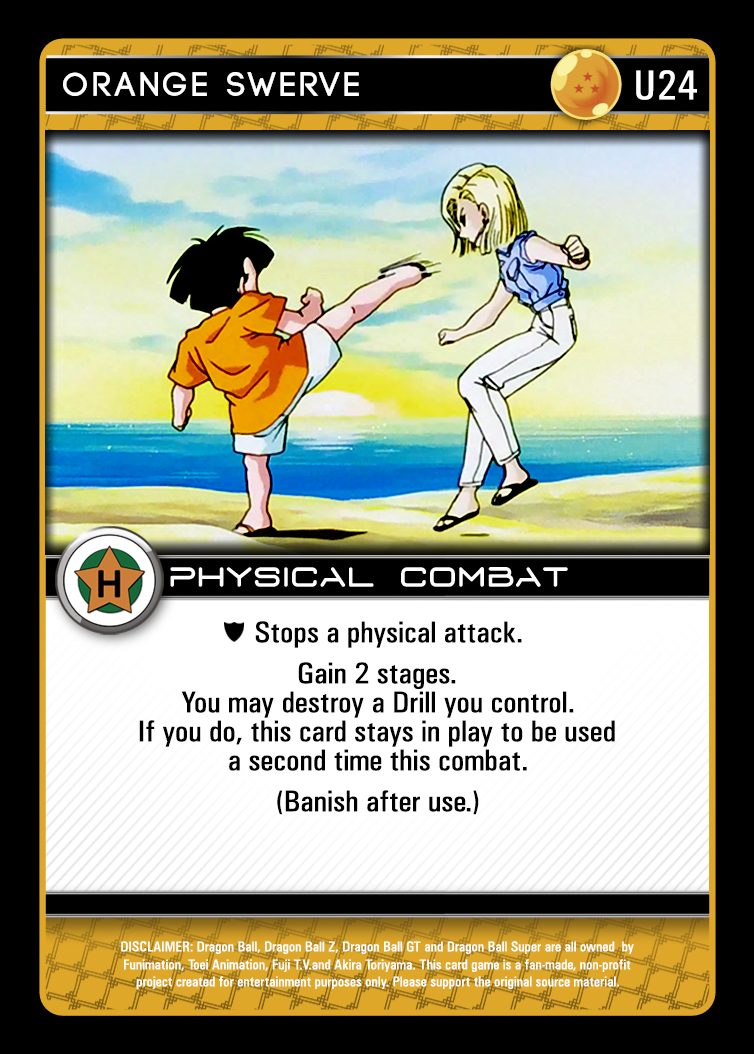 ORANGE SWERVE
U24
H
PHYSICAL COMBAT
Stops a physical attack.
Gain 2 stages.
You may destroy a Drill you control.
If you do, this card stays in play to be used
a second time this combat.
(Banish after use.)
DISCLAIMER: Dragon Ball, Dragon Ball Z, Dragon Ball GT and Dragon Ball Super are all owned by
Funimation, Toei Animation, Fuji T.V.and Akira Toriyama. This card game is a fan-made, non-profit
project created for entertainment purposes only. Please support the original source material.